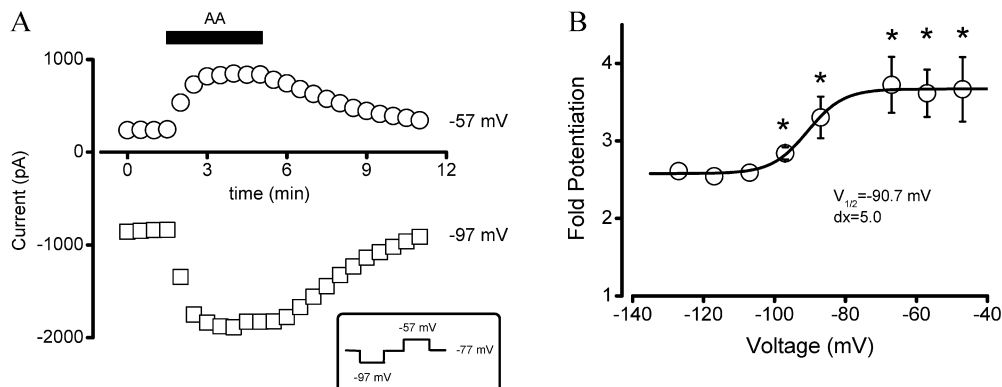 A
AA
1000
0
-1000
-2000
Current (pA)
0 3 6 9 12
time (min)
-57 mV
-97 mV
-57 mV
-77 mV
-97 mV
B
* * * * *
4
3
2
1
Fold Potentiation
V1/2=-90.7 mV
dx=5.0
-140 -120 -100 -80 -60 -40
Voltage (mV)